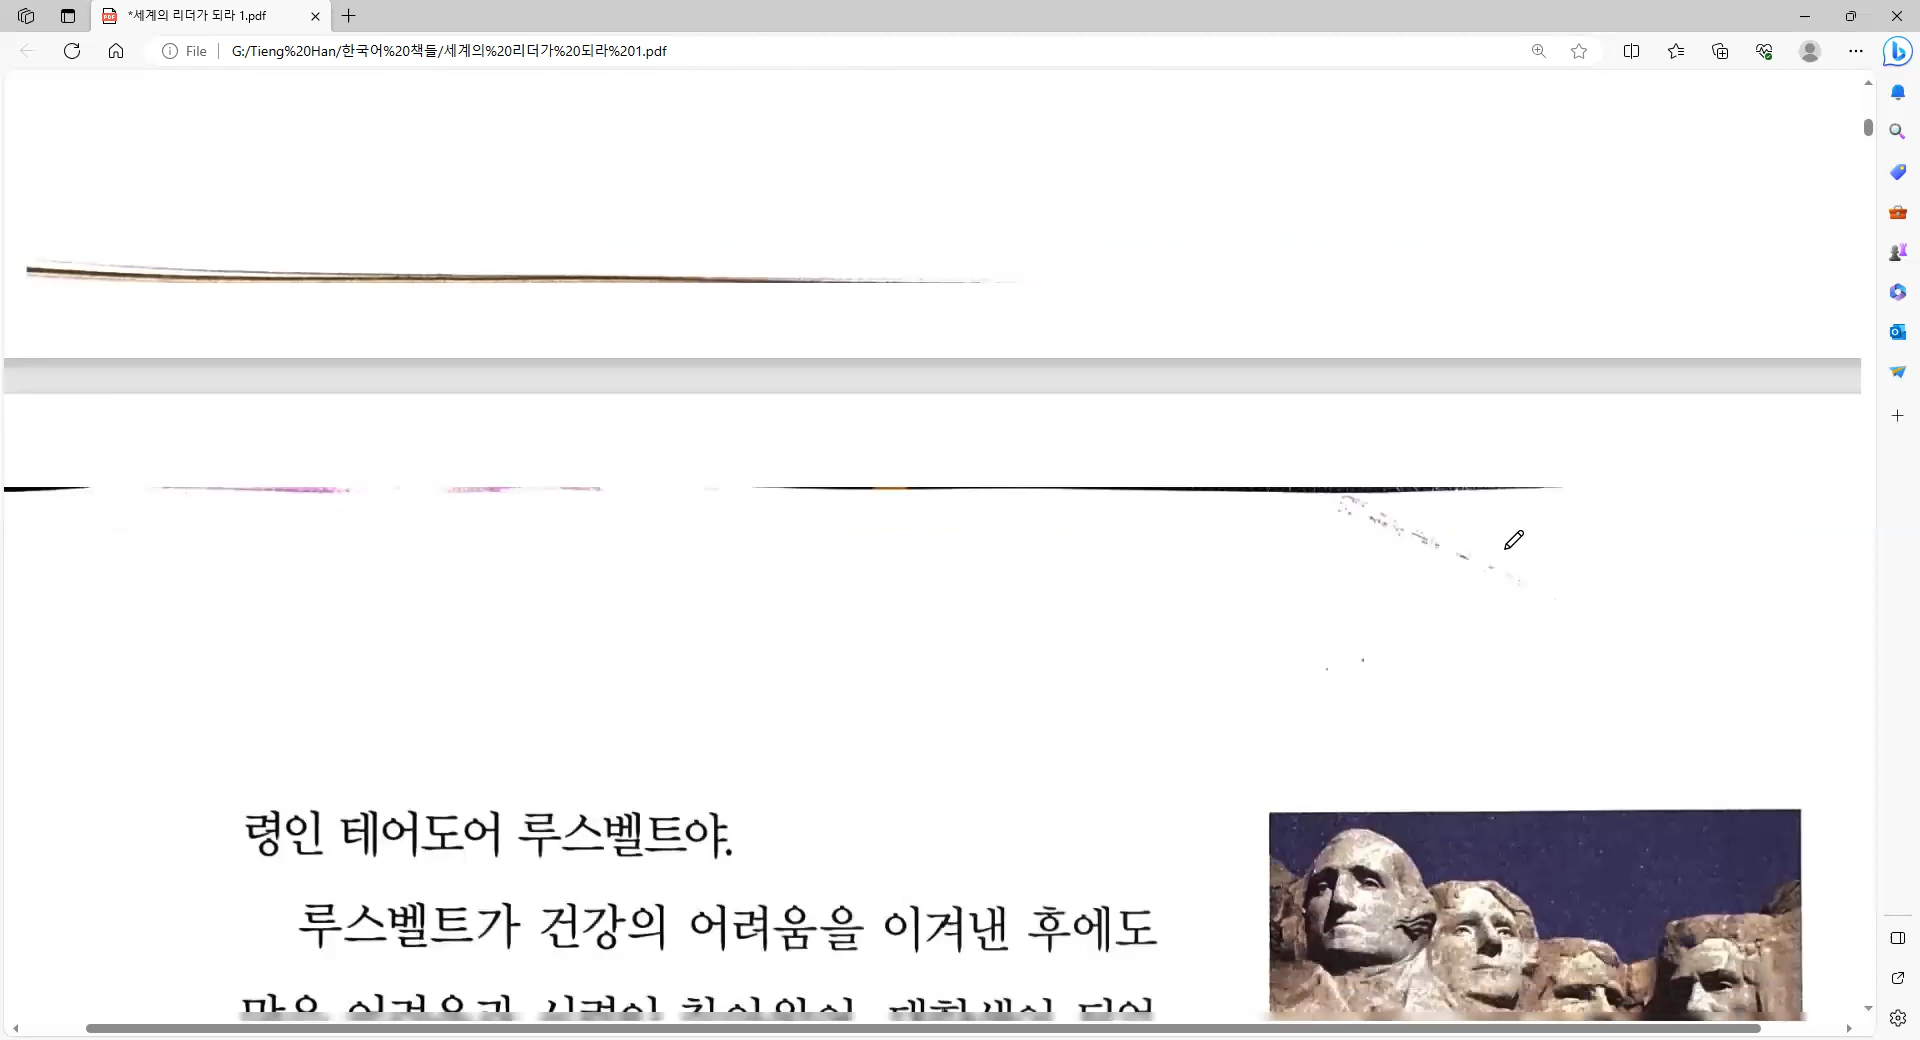 *세계의 리더가 되라 1.pdf
File
G:/Tieng%20Han/한국어%20책들/세계의%20리더가%20되라%201.pdf
령인 테어도어 루스벨트야.
루스벨트가 건강의 어려움을 이겨낸 후에도